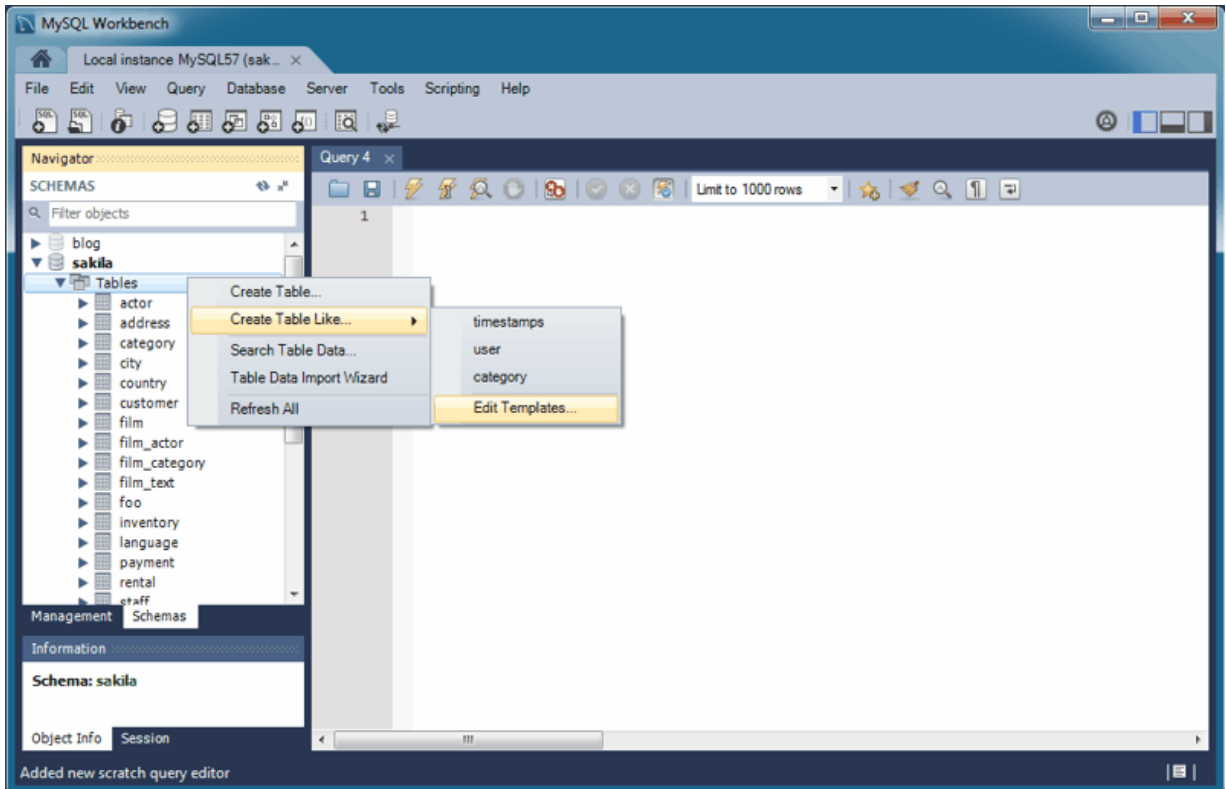 MySQL Workbench
Local instance MySQL57 (sak... ×
File Edit View Query Database Server Tools Scripting Help
Navigator
Query 4 ×
SCHEMAS
Limit to 1000 rows
Filter objects
1
blog
sakila
Tables
actor
address
category
city
country
customer
film
film_actor
film_category
film_text
foo
inventory
language
payment
rental
staff
Create Table...
Create Table Like...
Search Table Data...
Table Data Import Wizard
Refresh All
timestamps
user
category
Edit Templates...
Management Schemas
Information
Schema: sakila
Object Info Session
Added new scratch query editor